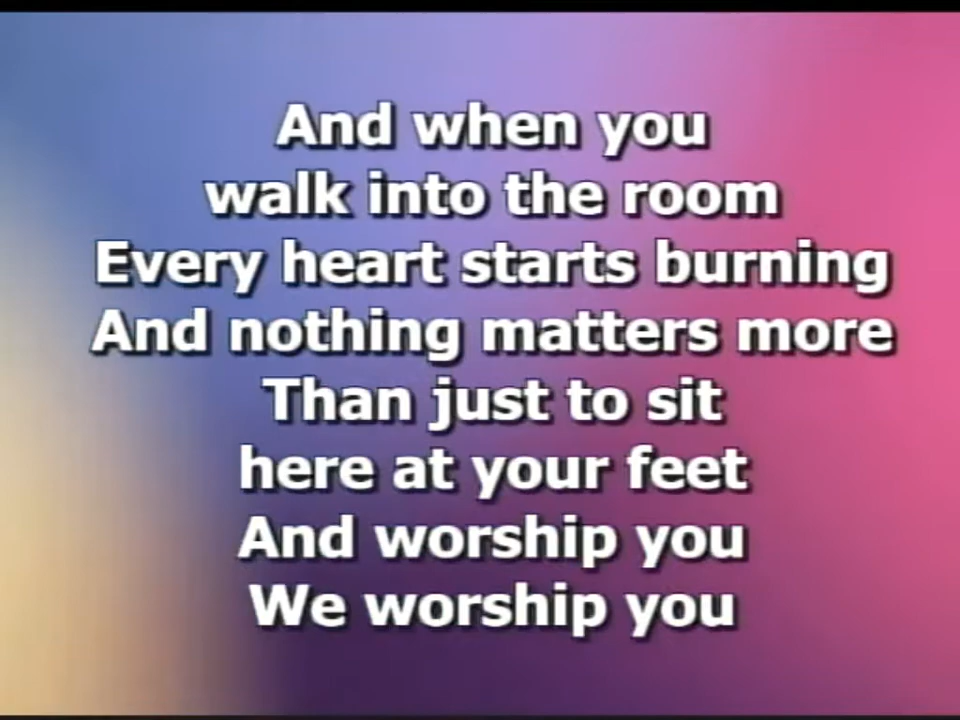 And when you
walk into the room
Every heart starts burning
And nothing matters more
Than just to sit
here at your feet
And worship you
We worship you